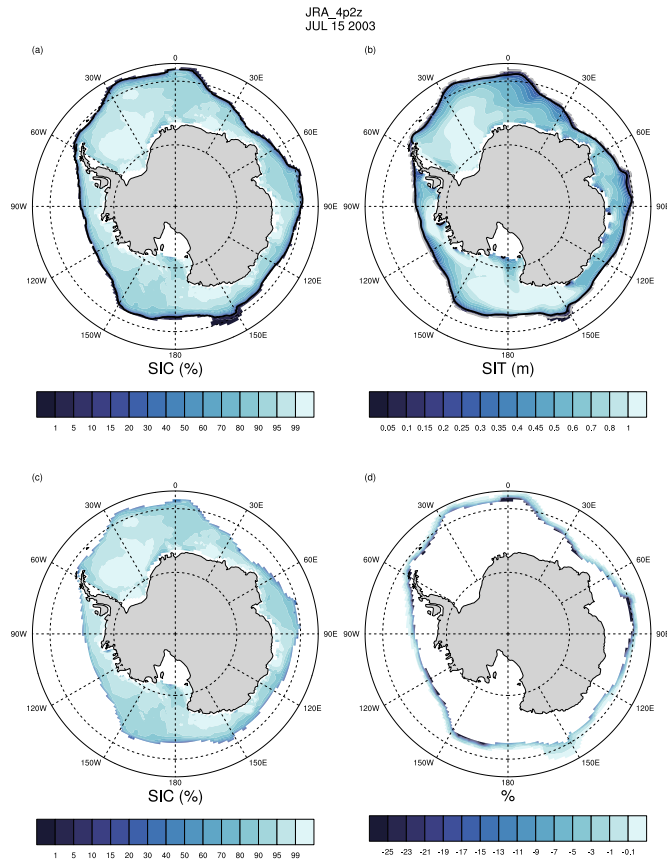 JRA_4p2z
JUL 15 2003
(a)
0
30W
30E
60W
60E
90W
90E
120W
120E
150W
150E
180
SIC (%)
1 5 10 15 20 30 40 60 70 80 90 95 99
(b)
0
30W
30E
60W
60E
90W
90E
120W
120E
150W
150E
180
SIT (m)
0.05 0.1 0.15 0.2 0.25 0.3 0.35 0.4 0.45 0.5 0.6 0.7 0.8 1
(c)
0
30W
30E
60W
60E
90W
90E
120W
120E
150W
150E
180
SIC (%)
1 5 10 15 20 30 40 60 70 80 90 95 99
(d)
0
30W
30E
60W
60E
90W
90E
120W
120E
150W
150E
180
%
-25 -23 -21 -19 -17 -15 -13 -11 -9 -7 -5 -3 -1 -0.1